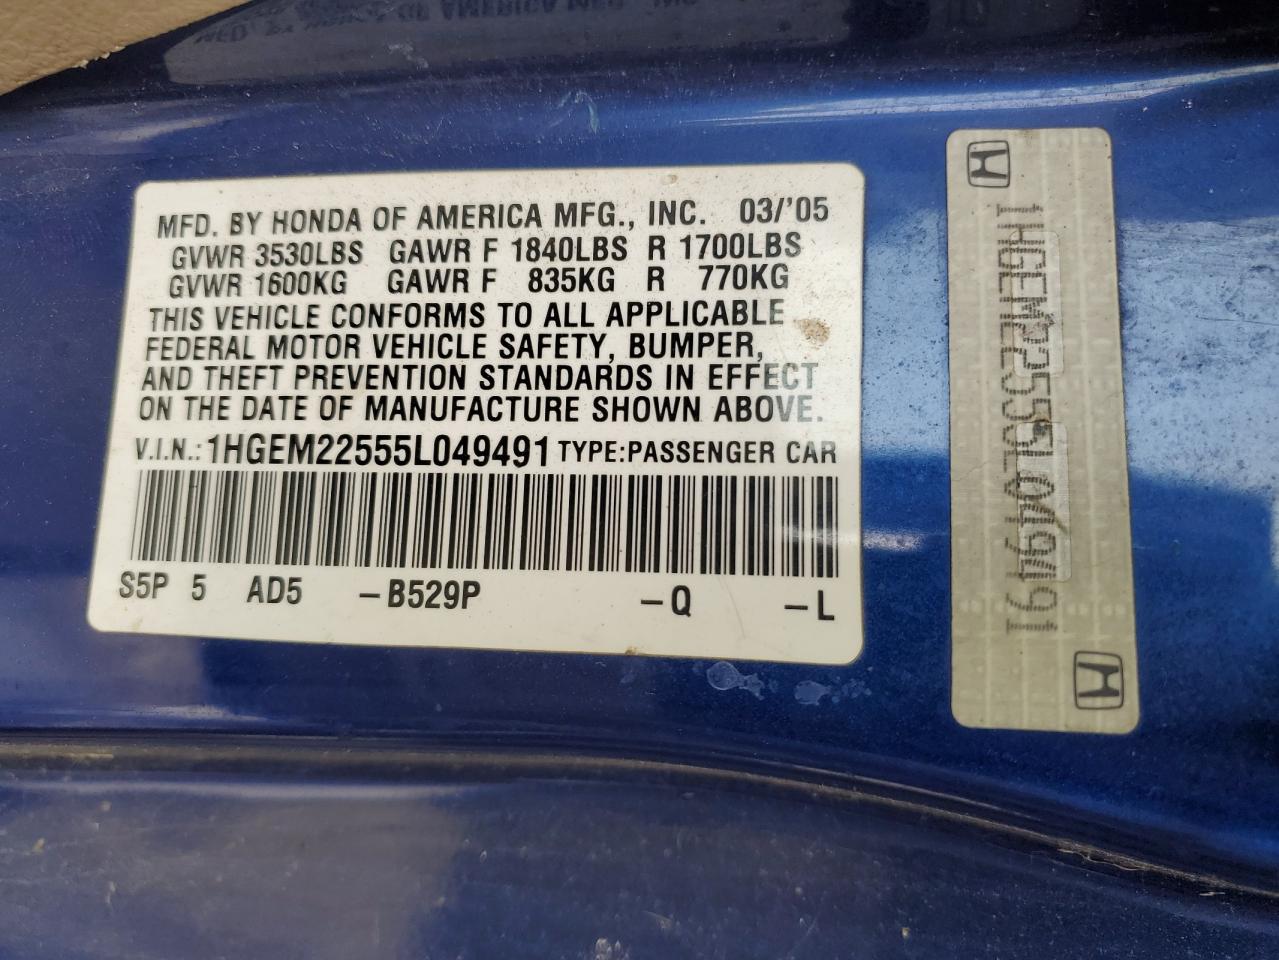 MFD. BY HONDA OF AMERICA MFG., INC. 03/'05
GVWR 3530LBS GAWR F 1840LBS R 1700LBS
GVWR 1600KG GAWR F 835KG R 770KG
THIS VEHICLE CONFORMS TO ALL APPLICABLE
FEDERAL MOTOR VEHICLE SAFETY, BUMPER,
AND THEFT PREVENTION STANDARDS IN EFFECT
ON THE DATE OF MANUFACTURE SHOWN ABOVE.
V.I.N.: 1HGEM22555L049491 TYPE:PASSENGER CAR
S5P 5 AD5 -B529P -Q -L
1HGEM22555L049491